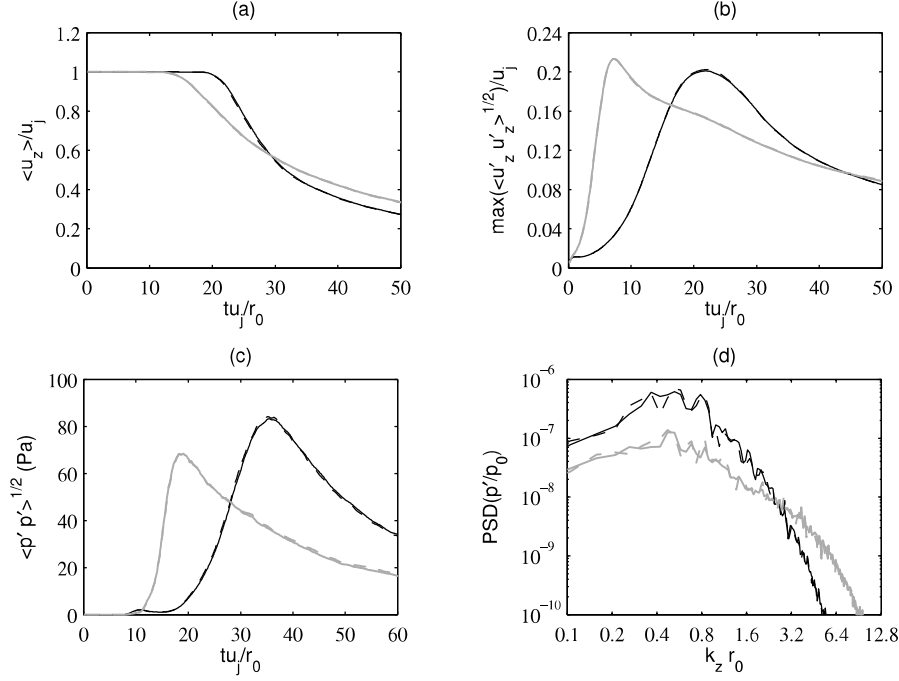 (a)
1.2
1
0.8
0.6
0.4
0.2
0
<u_z>/u_j
0 10 20 30 40 50
tu_j/r_0
(b)
0.24
0.2
0.16
0.12
0.08
0.04
0
max(<u′_z u′_z>^1/2)/u_j
0 10 20 30 40 50
tu_j/r_0
(c)
100
80
60
40
20
0
<p′ p′>^1/2 (Pa)
0 10 20 30 40 50 60
tu_j/r_0
(d)
10^−6
10^−7
10^−8
10^−9
10^−10
PSD(p′/p_0)
0.1 0.2 0.4 0.8 1.6 3.2 6.4 12.8
k_z r_0